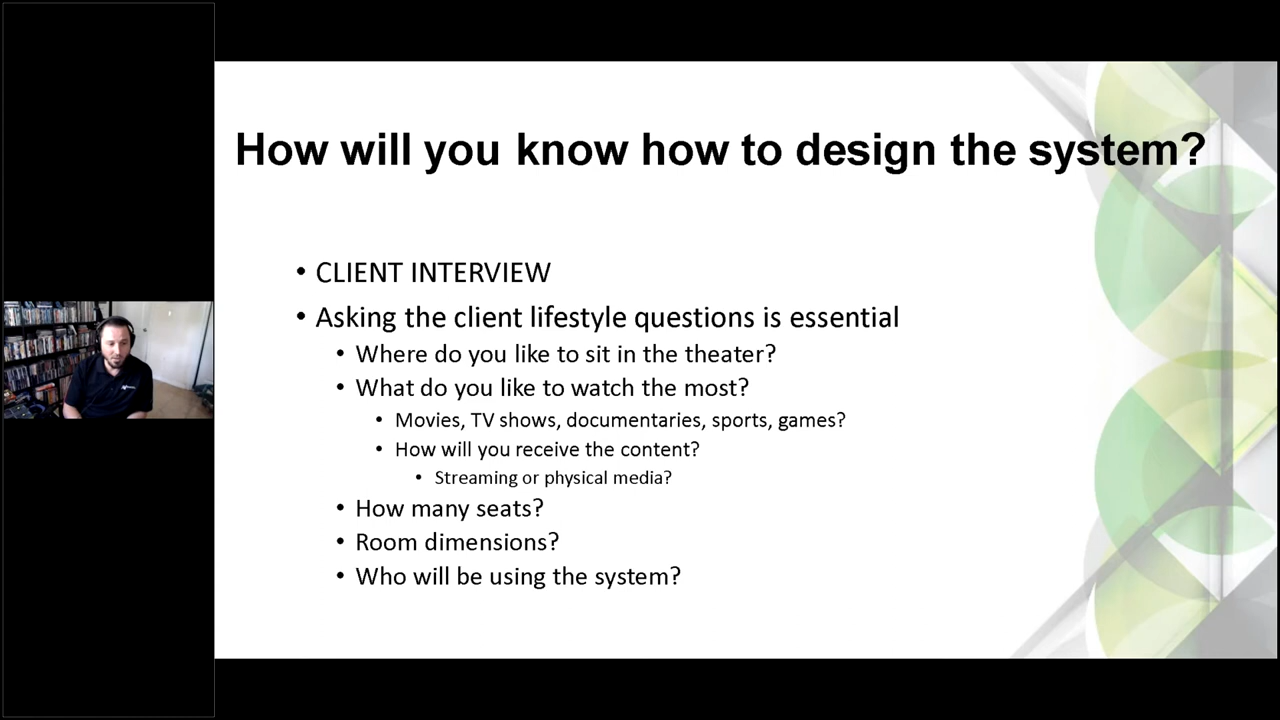 How will you know how to design the system?
• CLIENT INTERVIEW
• Asking the client lifestyle questions is essential
• Where do you like to sit in the theater?
• What do you like to watch the most?
• Movies, TV shows, documentaries, sports, games?
• How will you receive the content?
• Streaming or physical media?
• How many seats?
• Room dimensions?
• Who will be using the system?